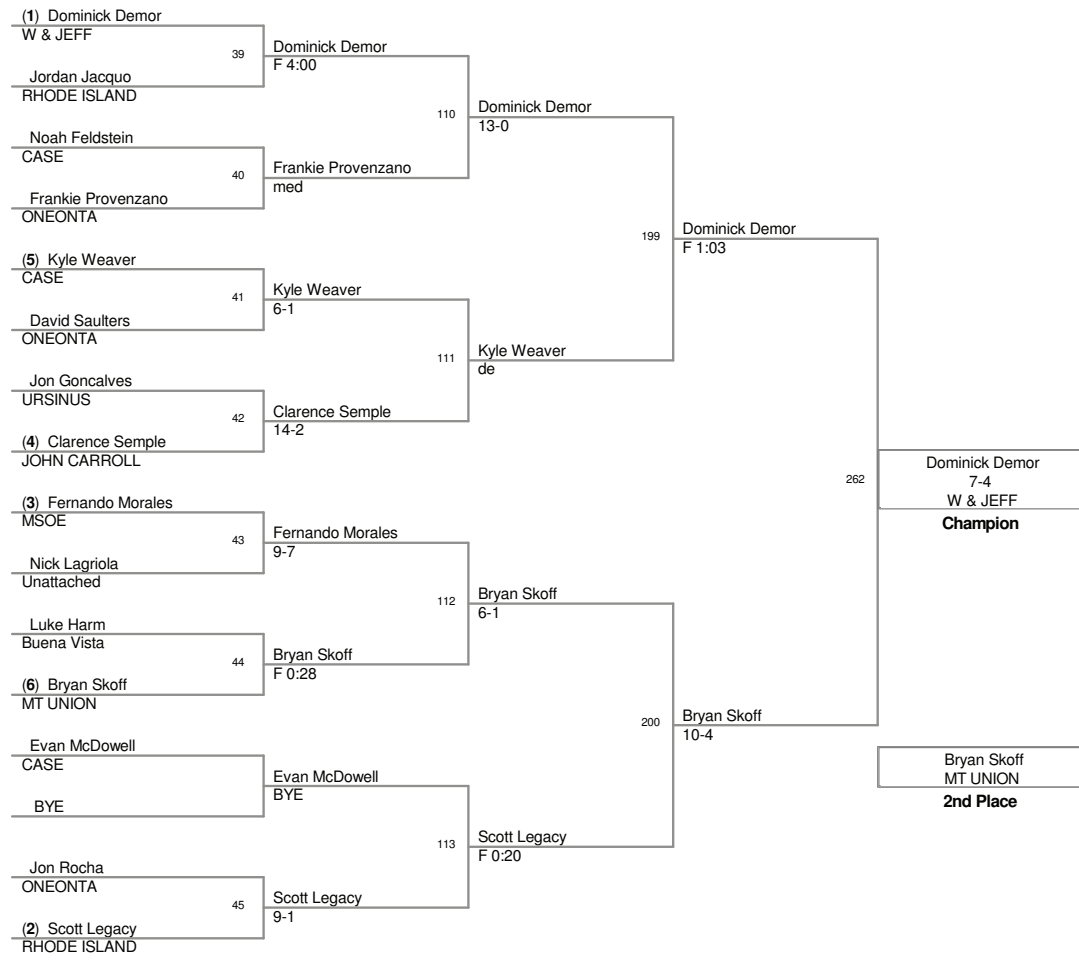 (1) Dominick Demor
W & JEFF
39
Jordan Jacquo
RHODE ISLAND
Dominick Demor
F 4:00
Noah Feldstein
CASE
40
Frankie Provenzano
ONEONTA
Frankie Provenzano
med
110
Dominick Demor
13-0
(5) Kyle Weaver
CASE
41
David Saulters
ONEONTA
Kyle Weaver
6-1
Jon Goncalves
URSINUS
42
(4) Clarence Semple
JOHN CARROLL
Clarence Semple
14-2
111
Kyle Weaver
de
199
Dominick Demor
F 1:03
(3) Fernando Morales
MSOE
43
Nick Lagriola
Unattached
Fernando Morales
9-7
Luke Harm
Buena Vista
44
(6) Bryan Skoff
MT UNION
Bryan Skoff
F 0:28
112
Bryan Skoff
6-1
Evan McDowell
CASE
BYE
Evan McDowell
BYE
Jon Rocha
ONEONTA
45
(2) Scott Legacy
RHODE ISLAND
Scott Legacy
9-1
113
Scott Legacy
F 0:20
200
Bryan Skoff
10-4
262
Dominick Demor
7-4
W & JEFF
Champion
Bryan Skoff
MT UNION
2nd Place